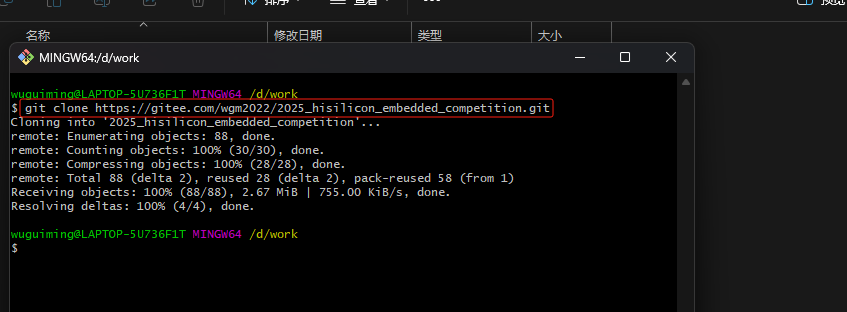 排序 查看 ... 预览
名称 修改日期 类型 大小
MINGW64:/d/work
wuguiming@LAPTOP-5U736F1T MINGW64 /d/work
$ git clone https://gitee.com/wgm2022/2025_hisilicon_embedded_competition.git
Cloning into '2025_hisilicon_embedded_competition'...
remote: Enumerating objects: 88, done.
remote: Counting objects: 100% (30/30), done.
remote: Compressing objects: 100% (28/28), done.
remote: Total 88 (delta 2), reused 28 (delta 2), pack-reused 58 (from 1)
Receiving objects: 100% (88/88), 2.67 MiB | 755.00 KiB/s, done.
Resolving deltas: 100% (4/4), done.
wuguiming@LAPTOP-5U736F1T MINGW64 /d/work
$